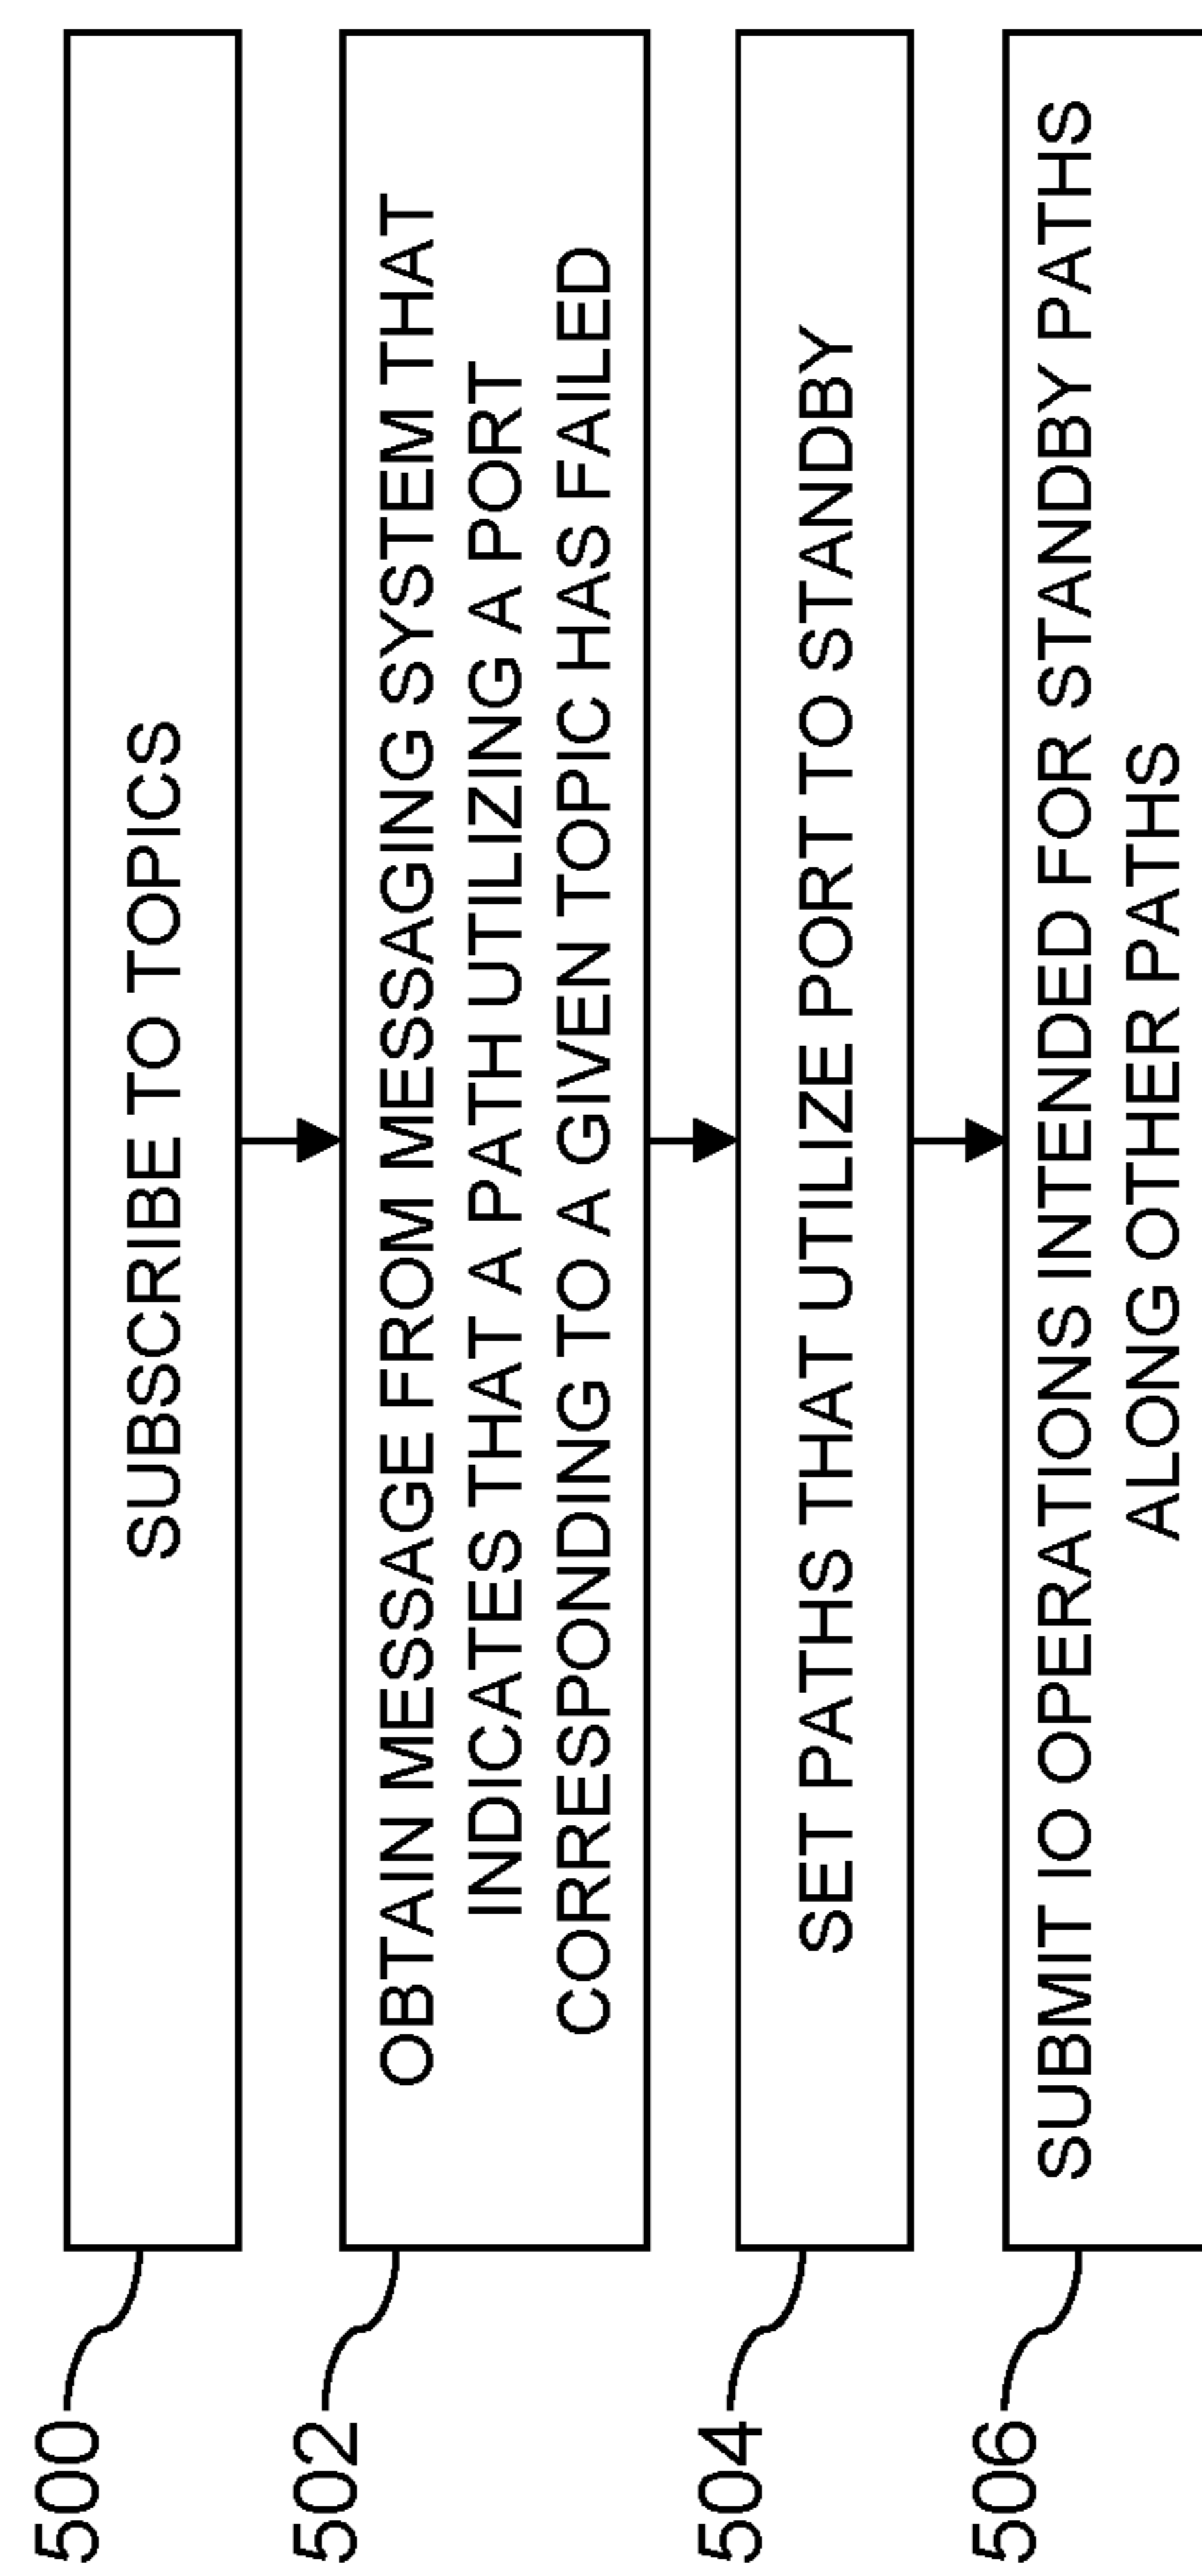 500
SUBSCRIBE TO TOPICS
502
OBTAIN MESSAGE FROM MESSAGING SYSTEM THAT
INDICATES THAT A PATH UTILIZING A PORT
CORRESPONDING TO A GIVEN TOPIC HAS FAILED
504
SET PATHS THAT UTILIZE PORT TO STANDBY
506
SUBMIT IO OPERATIONS INTENDED FOR STANDBY PATHS
ALONG OTHER PATHS